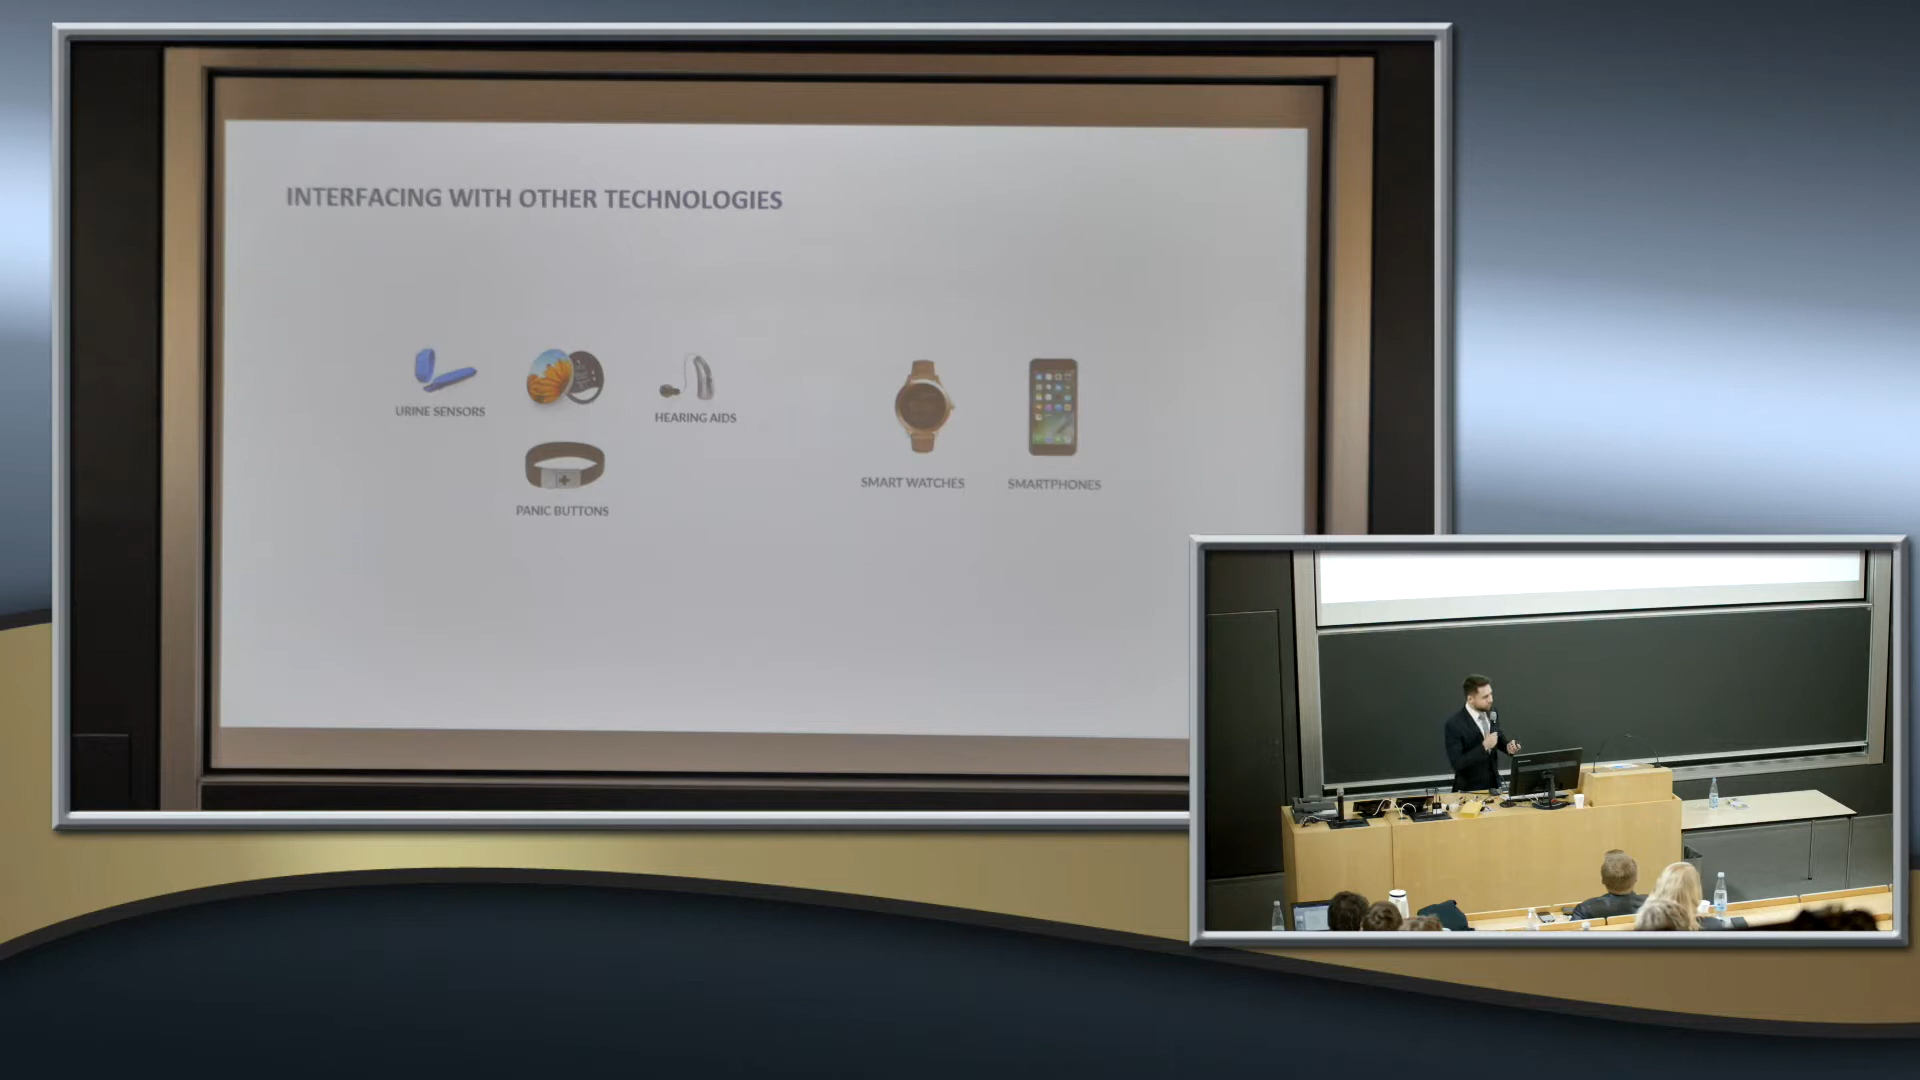 INTERFACING WITH OTHER TECHNOLOGIES
URINE SENSORS
HEARING AIDS
PANIC BUTTONS
SMART WATCHES
SMARTPHONES